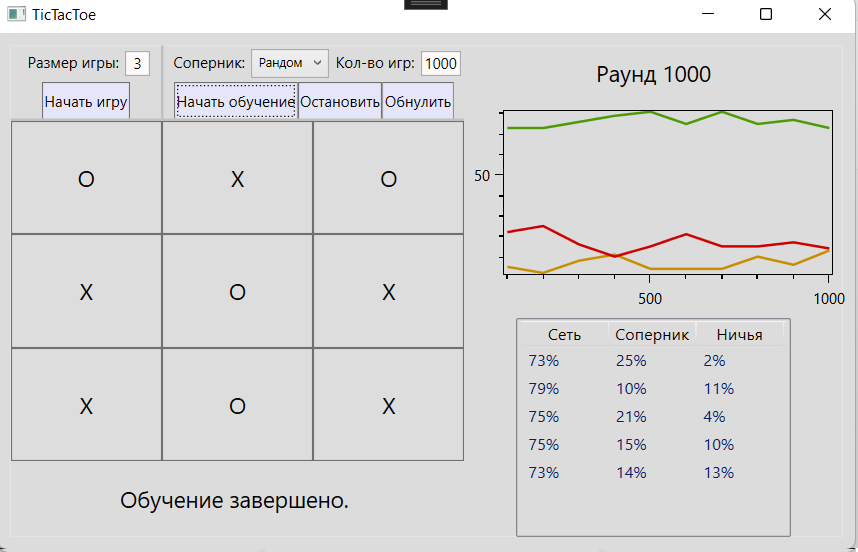 TicTacToe
Размер игры: 3
Соперник: Рандом Кол-во игр: 1000
Начать игру
Начать обучение Остановить Обнулить
O X O
X O X
X O X
Обучение завершено.
Раунд 1000
50
500 1000
Сеть Соперник Ничья
73% 25% 2%
79% 10% 11%
75% 21% 4%
75% 15% 10%
73% 14% 13%